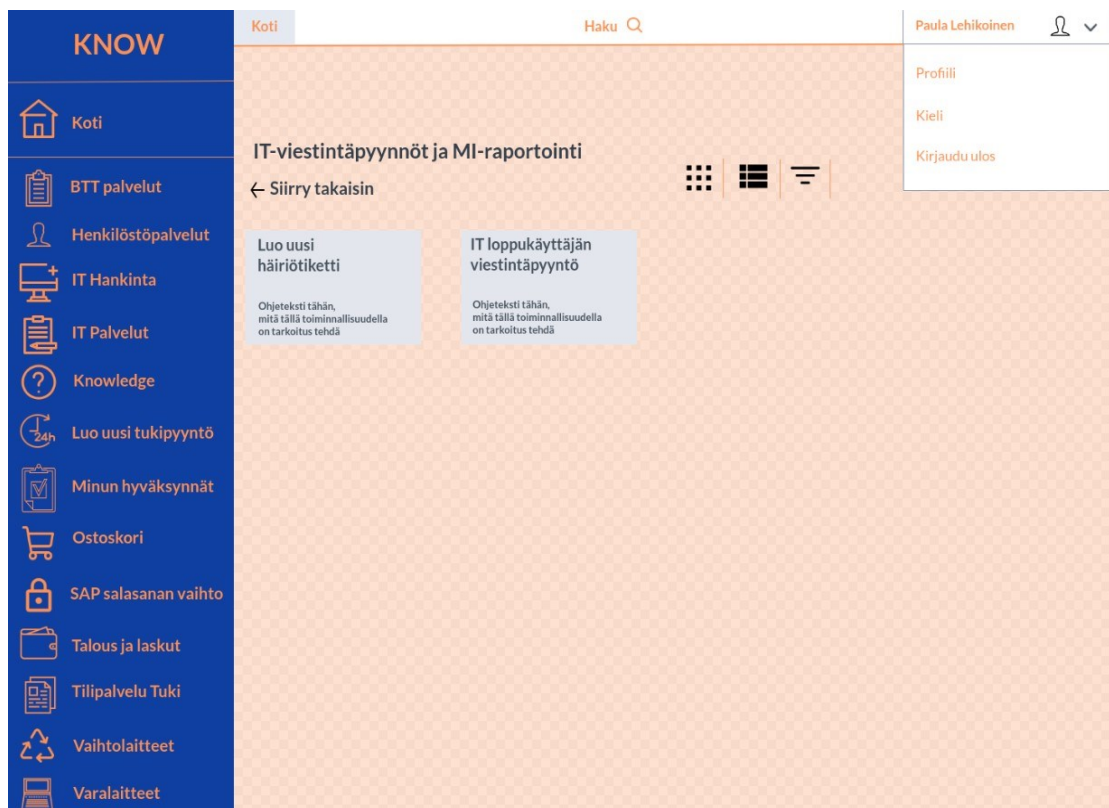 KNOW
Koti
BTT palvelut
Henkilöstöpalvelut
IT Hankinta
IT Palvelut
Knowledge
24h
Luo uusi tukipyyntö
Minun hyväksynnät
Ostoskori
SAP salasanan vaihto
Talous ja laskut
Tilipalvelu Tuki
Vaihtolaitteet
Varalaitteet
Koti
Haku
Paula Lehikoinen
Profiili
Kieli
Kirjaudu ulos
IT-viestintäpyynnöt ja MI-raportointi
← Siirry takaisin
Luo uusi
häiriötiketti
Ohjeteksti tähän,
mitä tällä toiminnallisuudella
on tarkoitus tehdä
IT loppukäyttäjän
viestintäpyyntö
Ohjeteksti tähän,
mitä tällä toiminnallisuudella
on tarkoitus tehdä